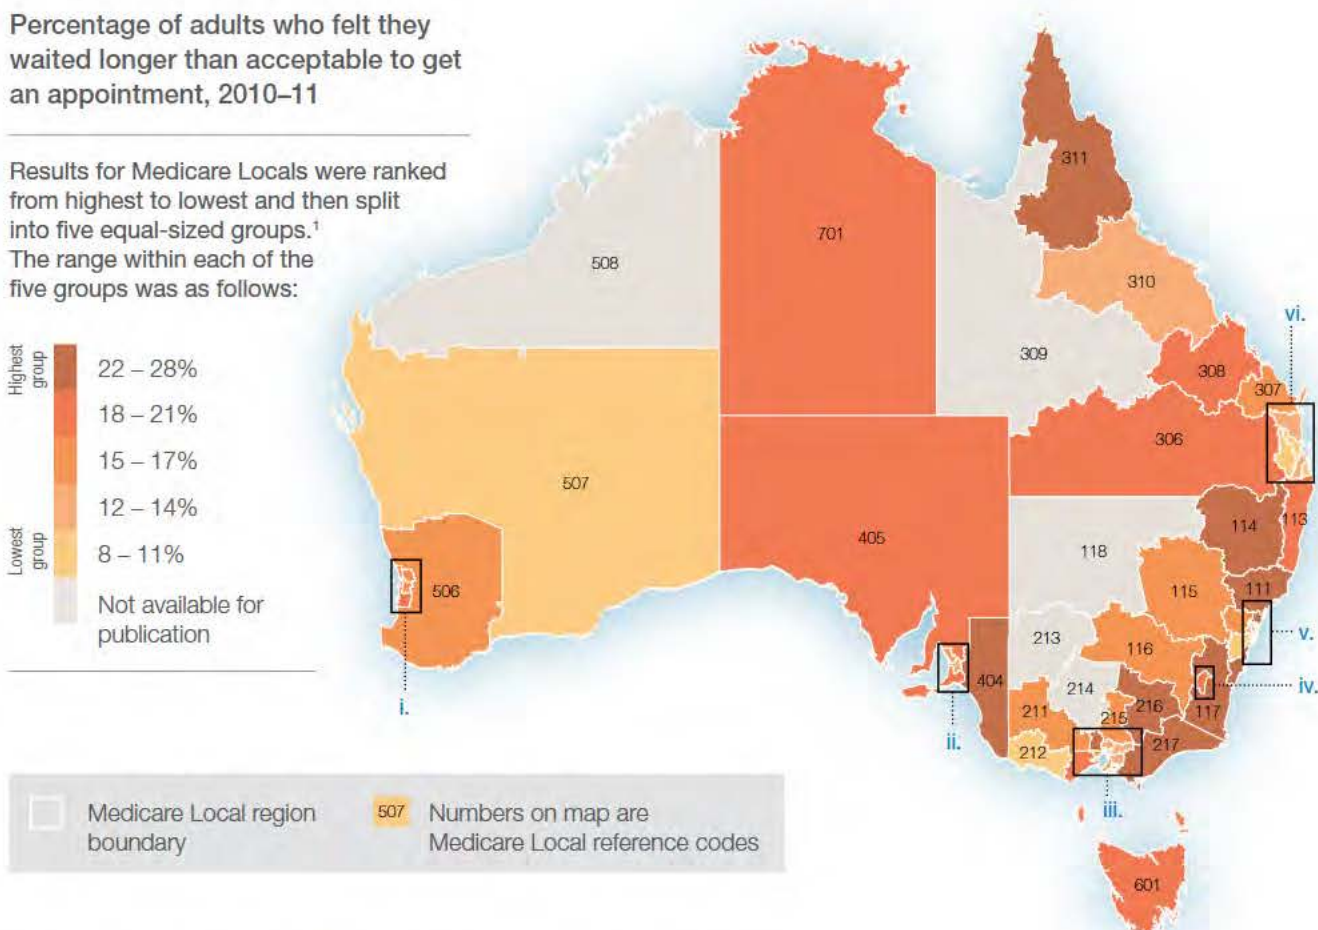 Percentage of adults who felt they
waited longer than acceptable to get
an appointment, 2010–11
Results for Medicare Locals were ranked
from highest to lowest and then split
into five equal-sized groups.¹
The range within each of the
five groups was as follows:
Highest
group
22 – 28%
18 – 21%
15 – 17%
12 – 14%
Lowest
group
8 – 11%
Not available for
publication
311
701
508
310
vi.
309
308
307
306
507
114
113
405
118
506
115
111
213
116
v.
404
214
216
iv.
i.
211
215
117
ii.
212
217
iii.
Medicare Local region
boundary
507
Numbers on map are
Medicare Local reference codes
601